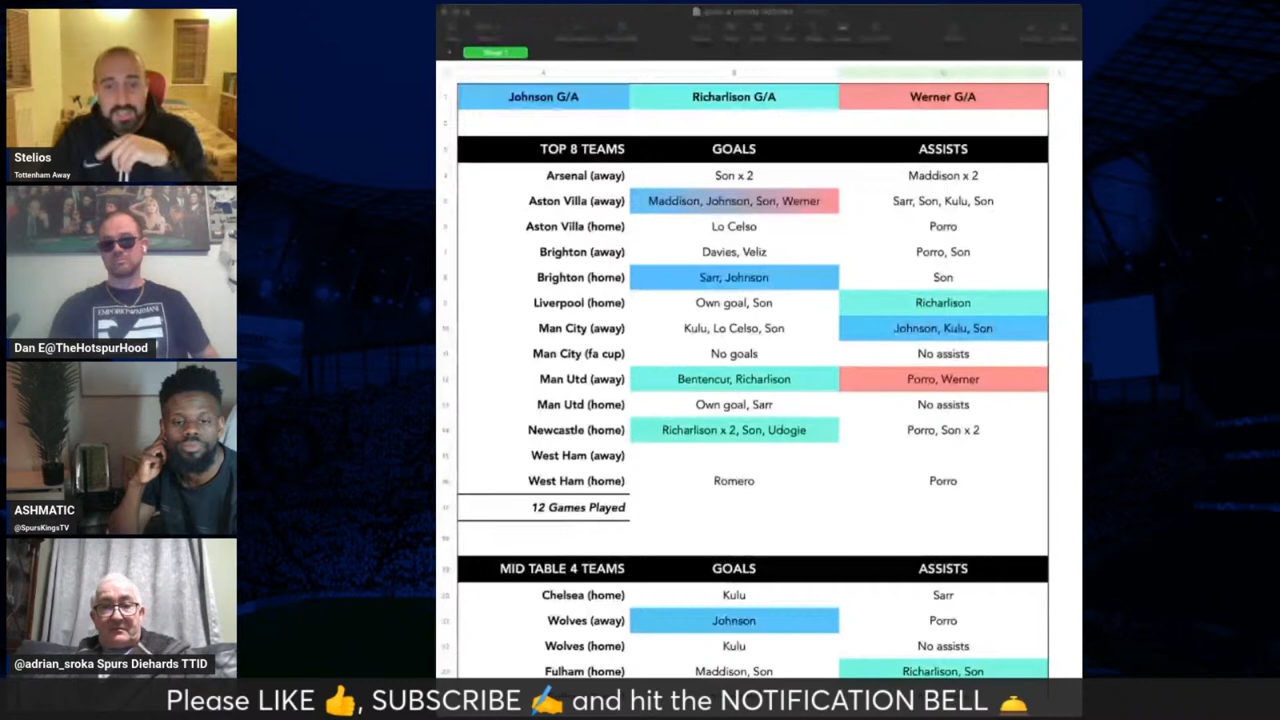 Stelios
Tottenham Away
EMPORIO ARMANI
Dan E@TheHotspurHood
ASHMATIC
@SpursKingsTV
@adrian_sroka Spurs Diehards TTID
Johnson G/A Richarlison G/A Werner G/A
TOP 8 TEAMS GOALS ASSISTS
Arsenal (away) Son x 2 Maddison x 2
Aston Villa (away) Maddison, Johnson, Son, Werner Sarr, Son, Kulu, Son
Aston Villa (home) Lo Celso Porro
Brighton (away) Davies, Veliz Porro, Son
Brighton (home) Sarr, Johnson Son
Liverpool (home) Own goal, Son Richarlison
Man City (away) Kulu, Lo Celso, Son Johnson, Kulu, Son
Man City (fa cup) No goals No assists
Man Utd (away) Bentencur, Richarlison Porro, Werner
Man Utd (home) Own goal, Sarr No assists
Newcastle (home) Richarlison x 2, Son, Udogie Porro, Son x 2
West Ham (away)
West Ham (home) Romero Porro
12 Games Played
MID TABLE 4 TEAMS GOALS ASSISTS
Chelsea (home) Kulu Sarr
Wolves (away) Johnson Porro
Wolves (home) Kulu No assists
Fulham (home) Maddison, Son Richarlison, Son
Please LIKE 👍, SUBSCRIBE ✍️ and hit the NOTIFICATION BELL 🛎️